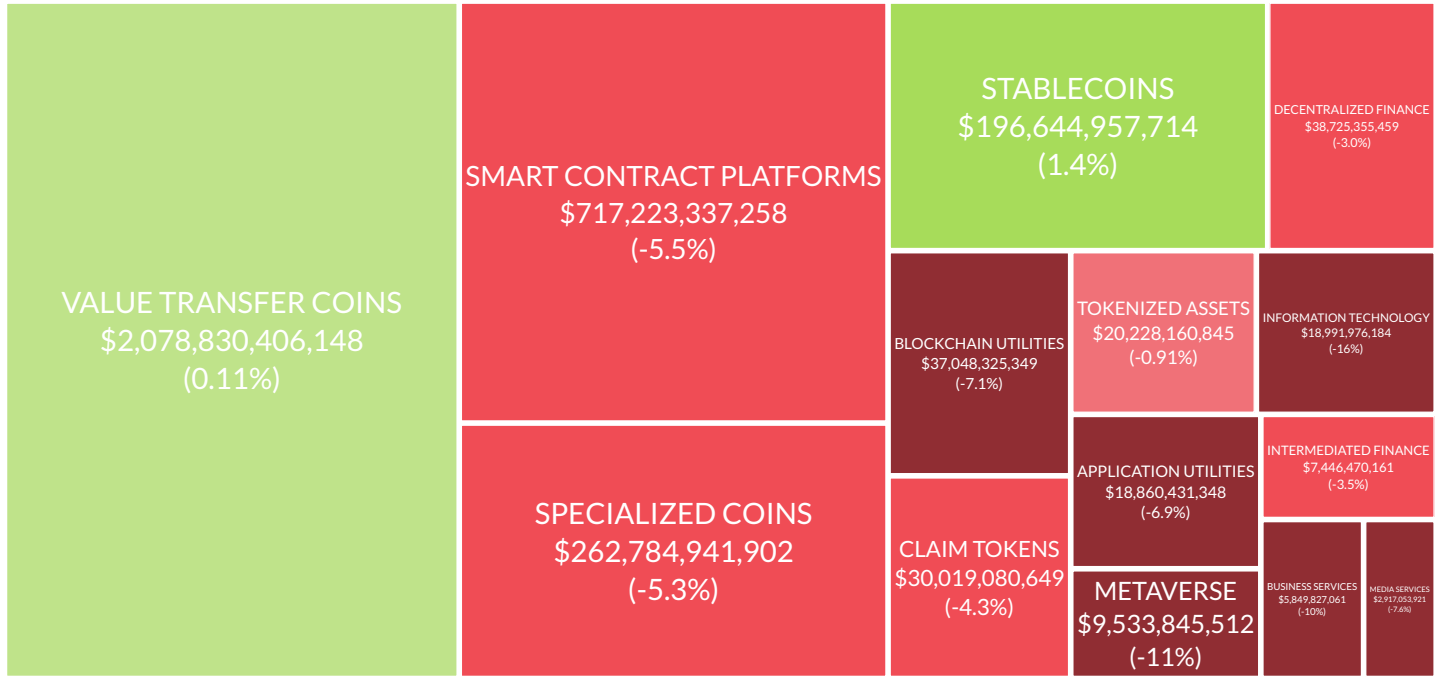 VALUE TRANSFER COINS
$2,078,830,406,148
(0.11%)
SMART CONTRACT PLATFORMS
$717,223,337,258
(-5.5%)
SPECIALIZED COINS
$262,784,941,902
(-5.3%)
STABLECOINS
$196,644,957,714
(1.4%)
DECENTRALIZED FINANCE
$38,725,355,459
(-3.0%)
BLOCKCHAIN UTILITIES
$37,048,325,349
(-7.1%)
CLAIM TOKENS
$30,019,080,649
(-4.3%)
TOKENIZED ASSETS
$20,228,160,845
(-0.91%)
INFORMATION TECHNOLOGY
$18,991,976,184
(-16%)
APPLICATION UTILITIES
$18,860,431,348
(-6.9%)
METAVERSE
$9,533,845,512
(-11%)
INTERMEDIATED FINANCE
$7,446,470,161
(-3.5%)
BUSINESS SERVICES
$5,849,827,061
(-10%)
MEDIA SERVICES
$2,917,053,921
(-7.6%)